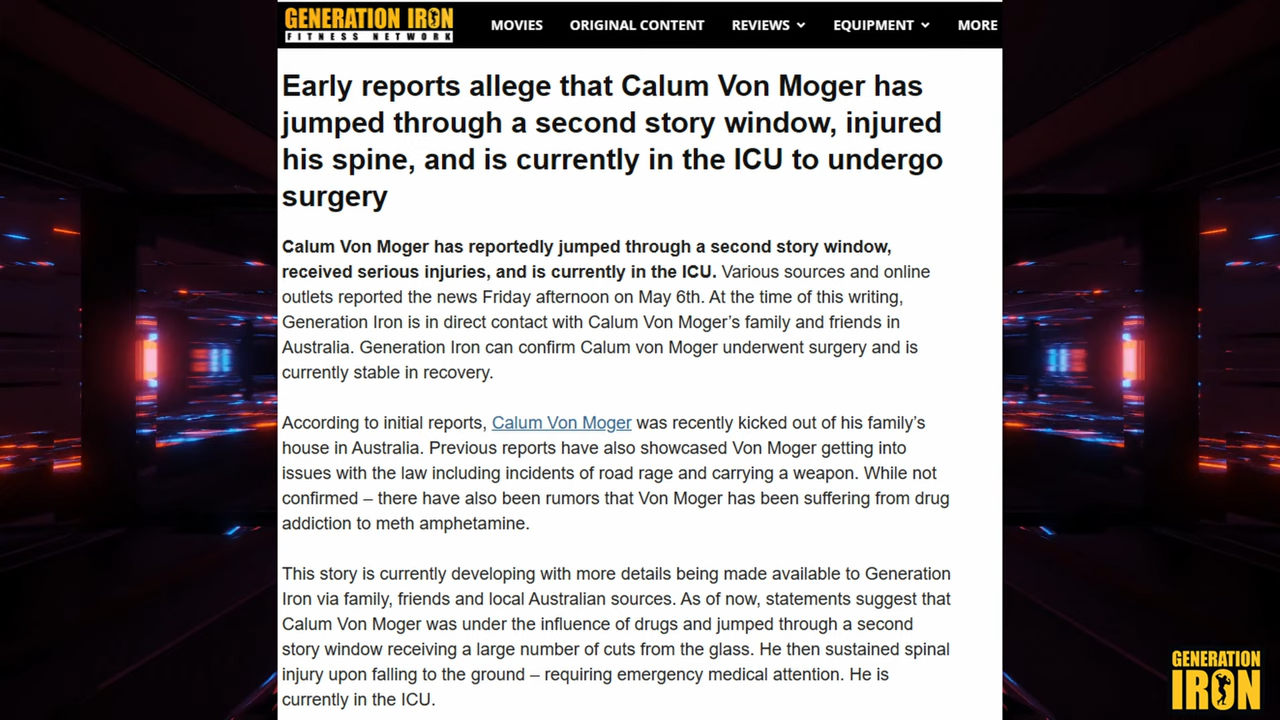 GENERATION IRON
FITNESS NETWORK
MOVIES ORIGINAL CONTENT REVIEWS EQUIPMENT MORE
Early reports allege that Calum Von Moger has
jumped through a second story window, injured
his spine, and is currently in the ICU to undergo
surgery
Calum Von Moger has reportedly jumped through a second story window,
received serious injuries, and is currently in the ICU. Various sources and online
outlets reported the news Friday afternoon on May 6th. At the time of this writing,
Generation Iron is in direct contact with Calum Von Moger’s family and friends in
Australia. Generation Iron can confirm Calum von Moger underwent surgery and is
currently stable in recovery.
According to initial reports, Calum Von Moger was recently kicked out of his family’s
house in Australia. Previous reports have also showcased Von Moger getting into
issues with the law including incidents of road rage and carrying a weapon. While not
confirmed – there have also been rumors that Von Moger has been suffering from drug
addiction to meth amphetamine.
This story is currently developing with more details being made available to Generation
Iron via family, friends and local Australian sources. As of now, statements suggest that
Calum Von Moger was under the influence of drugs and jumped through a second
story window receiving a large number of cuts from the glass. He then sustained spinal
injury upon falling to the ground – requiring emergency medical attention. He is
currently in the ICU.
GENERATION
IRON